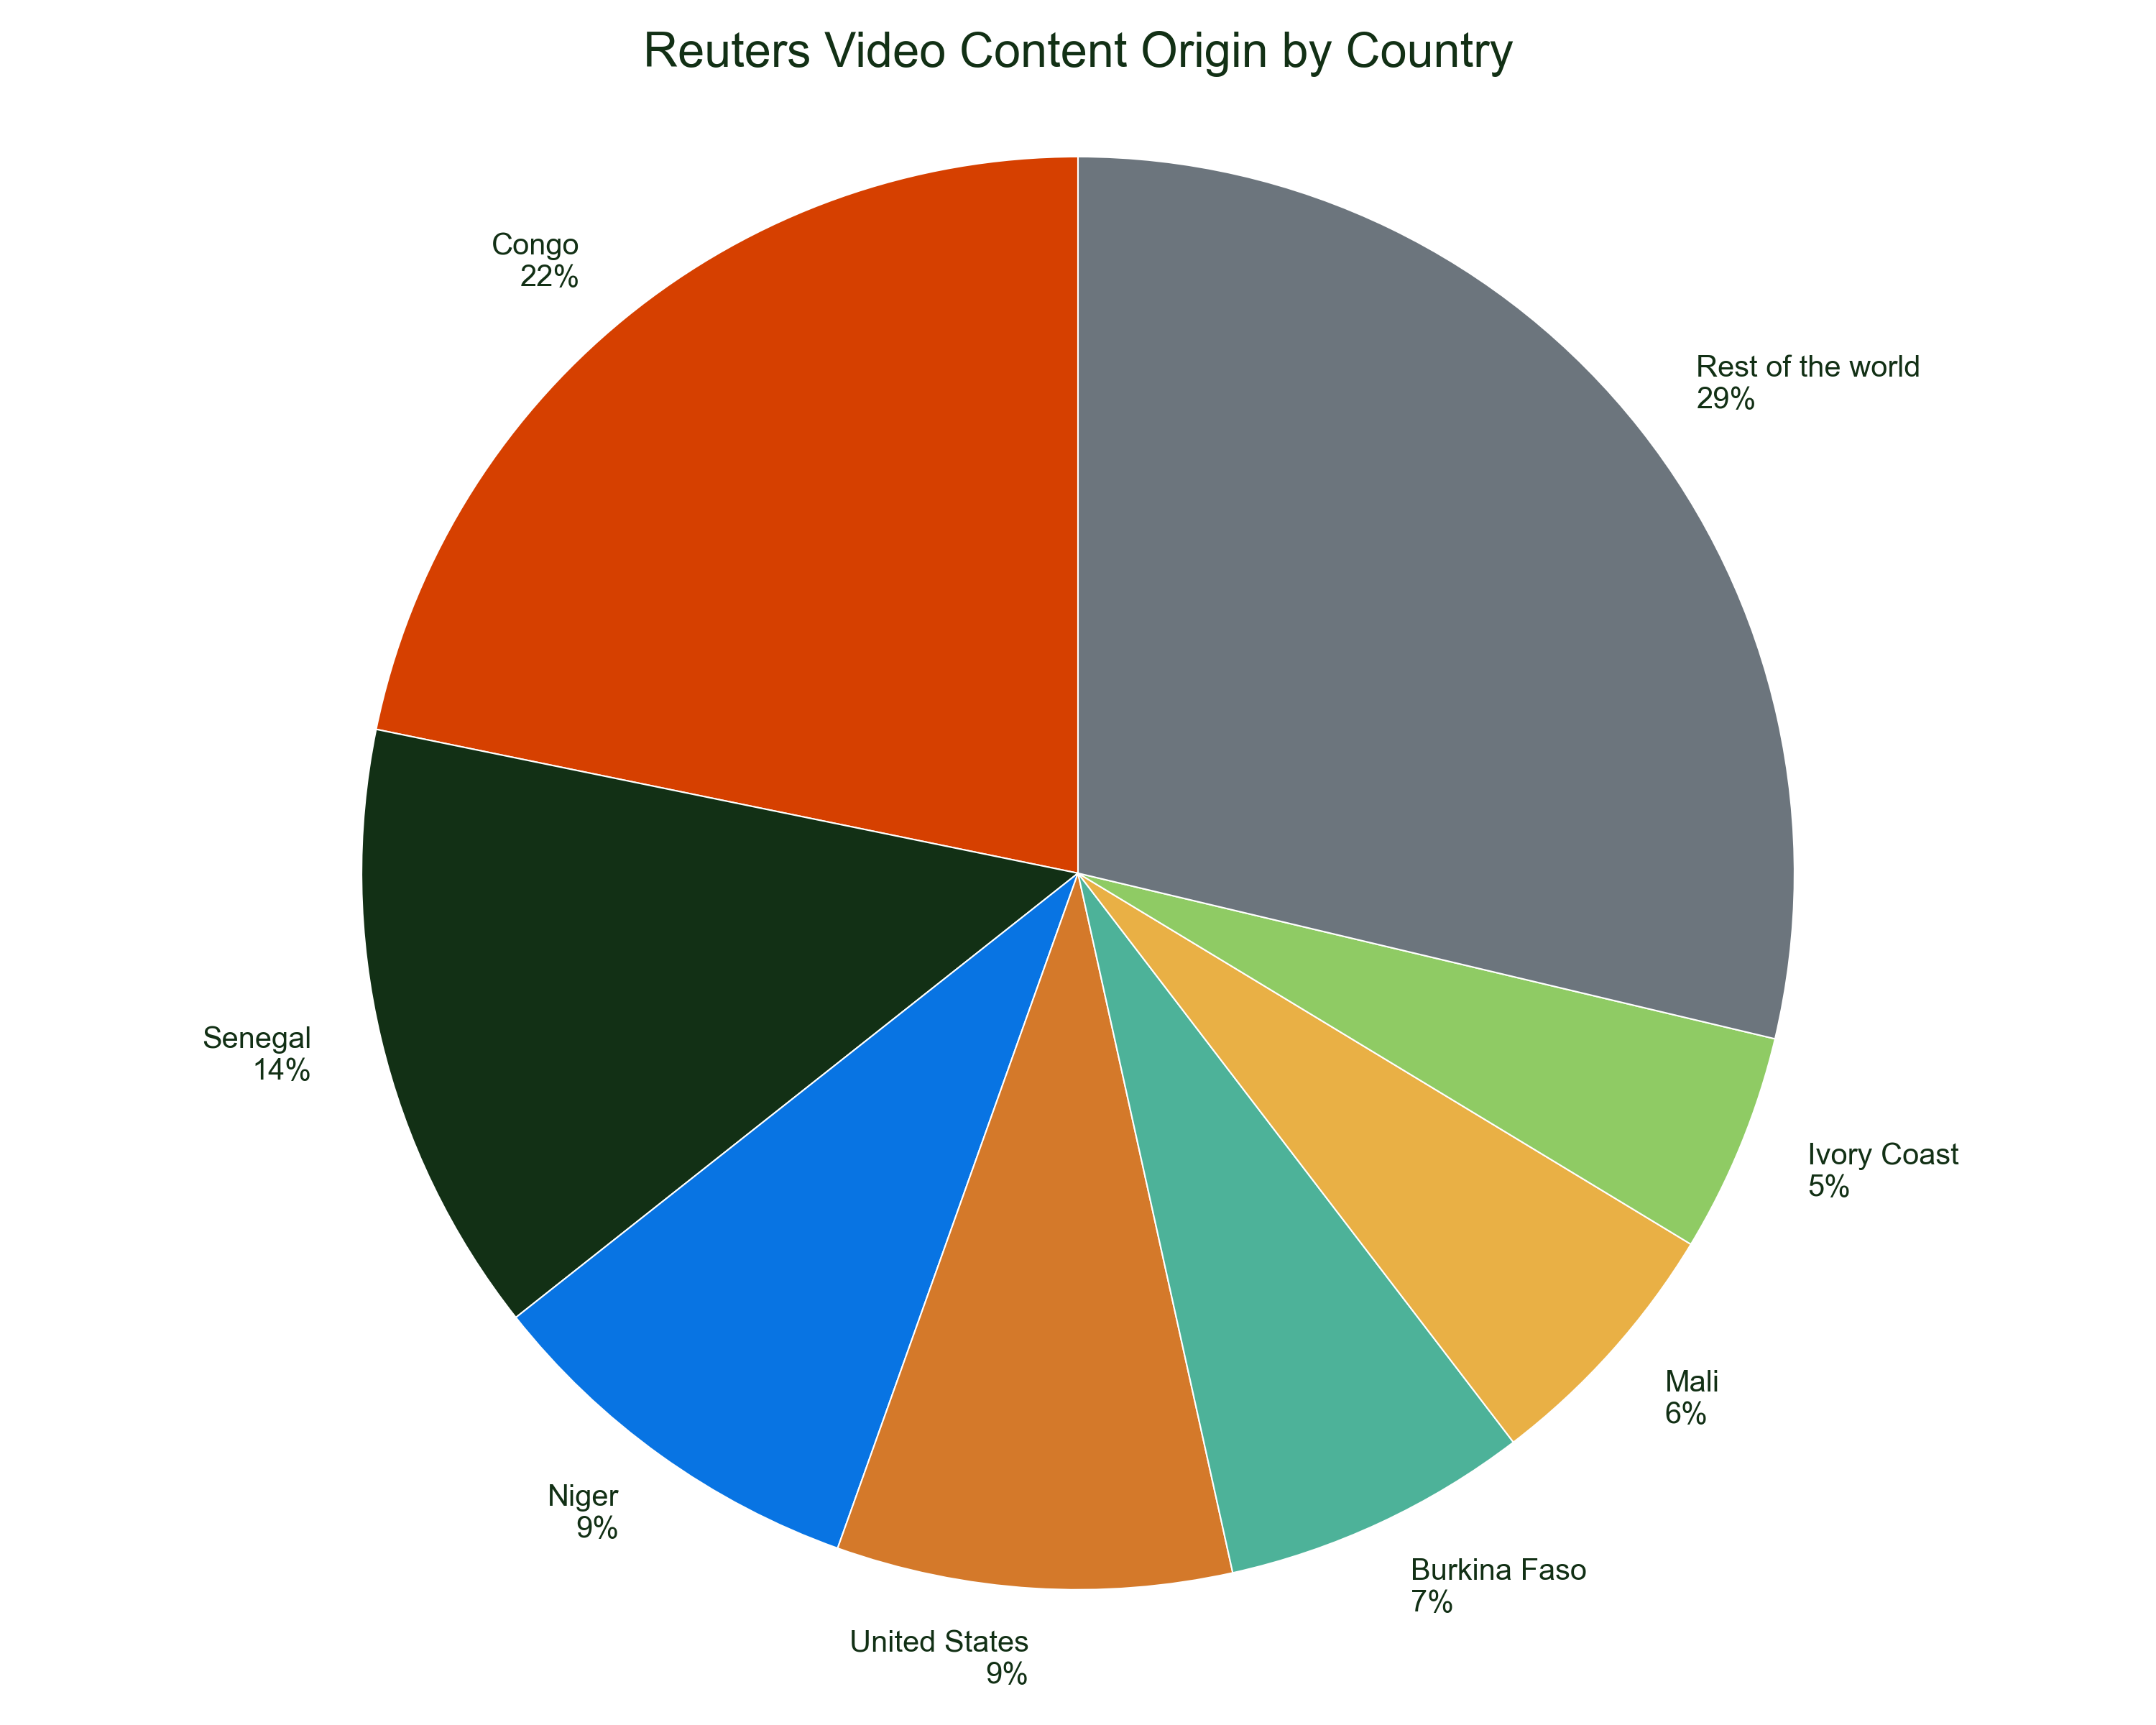 Reuters Video Content Origin by Country
Congo
22%
Rest of the world
29%
Senegal
14%
Ivory Coast
5%
Mali
6%
Niger
9%
Burkina Faso
7%
United States
9%